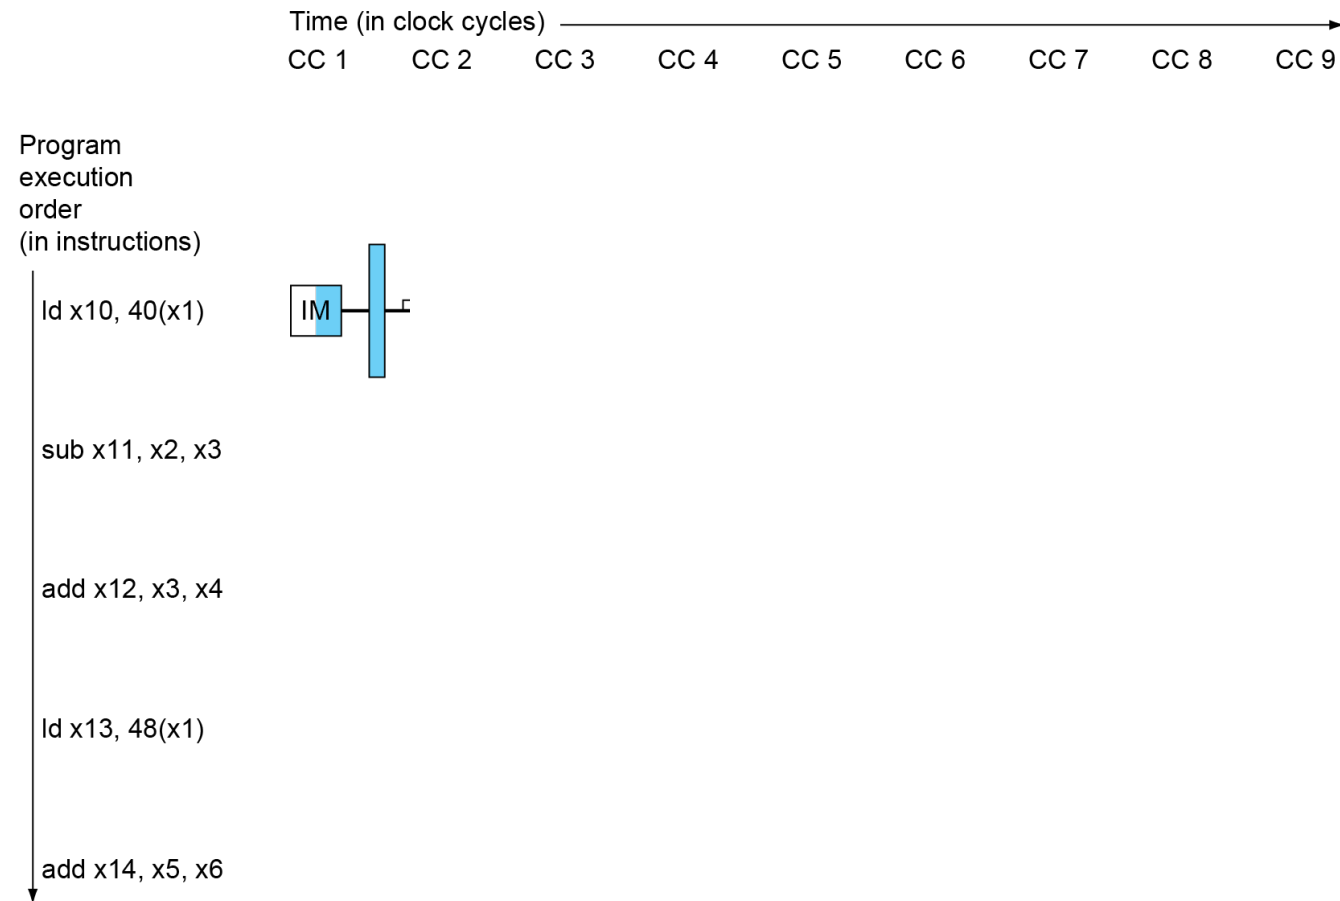 Time (in clock cycles)
CC 1 CC 2 CC 3 CC 4 CC 5 CC 6 CC 7 CC 8 CC 9
Program
execution
order
(in instructions)
ld x10, 40(x1)
IM
sub x11, x2, x3
add x12, x3, x4
ld x13, 48(x1)
add x14, x5, x6